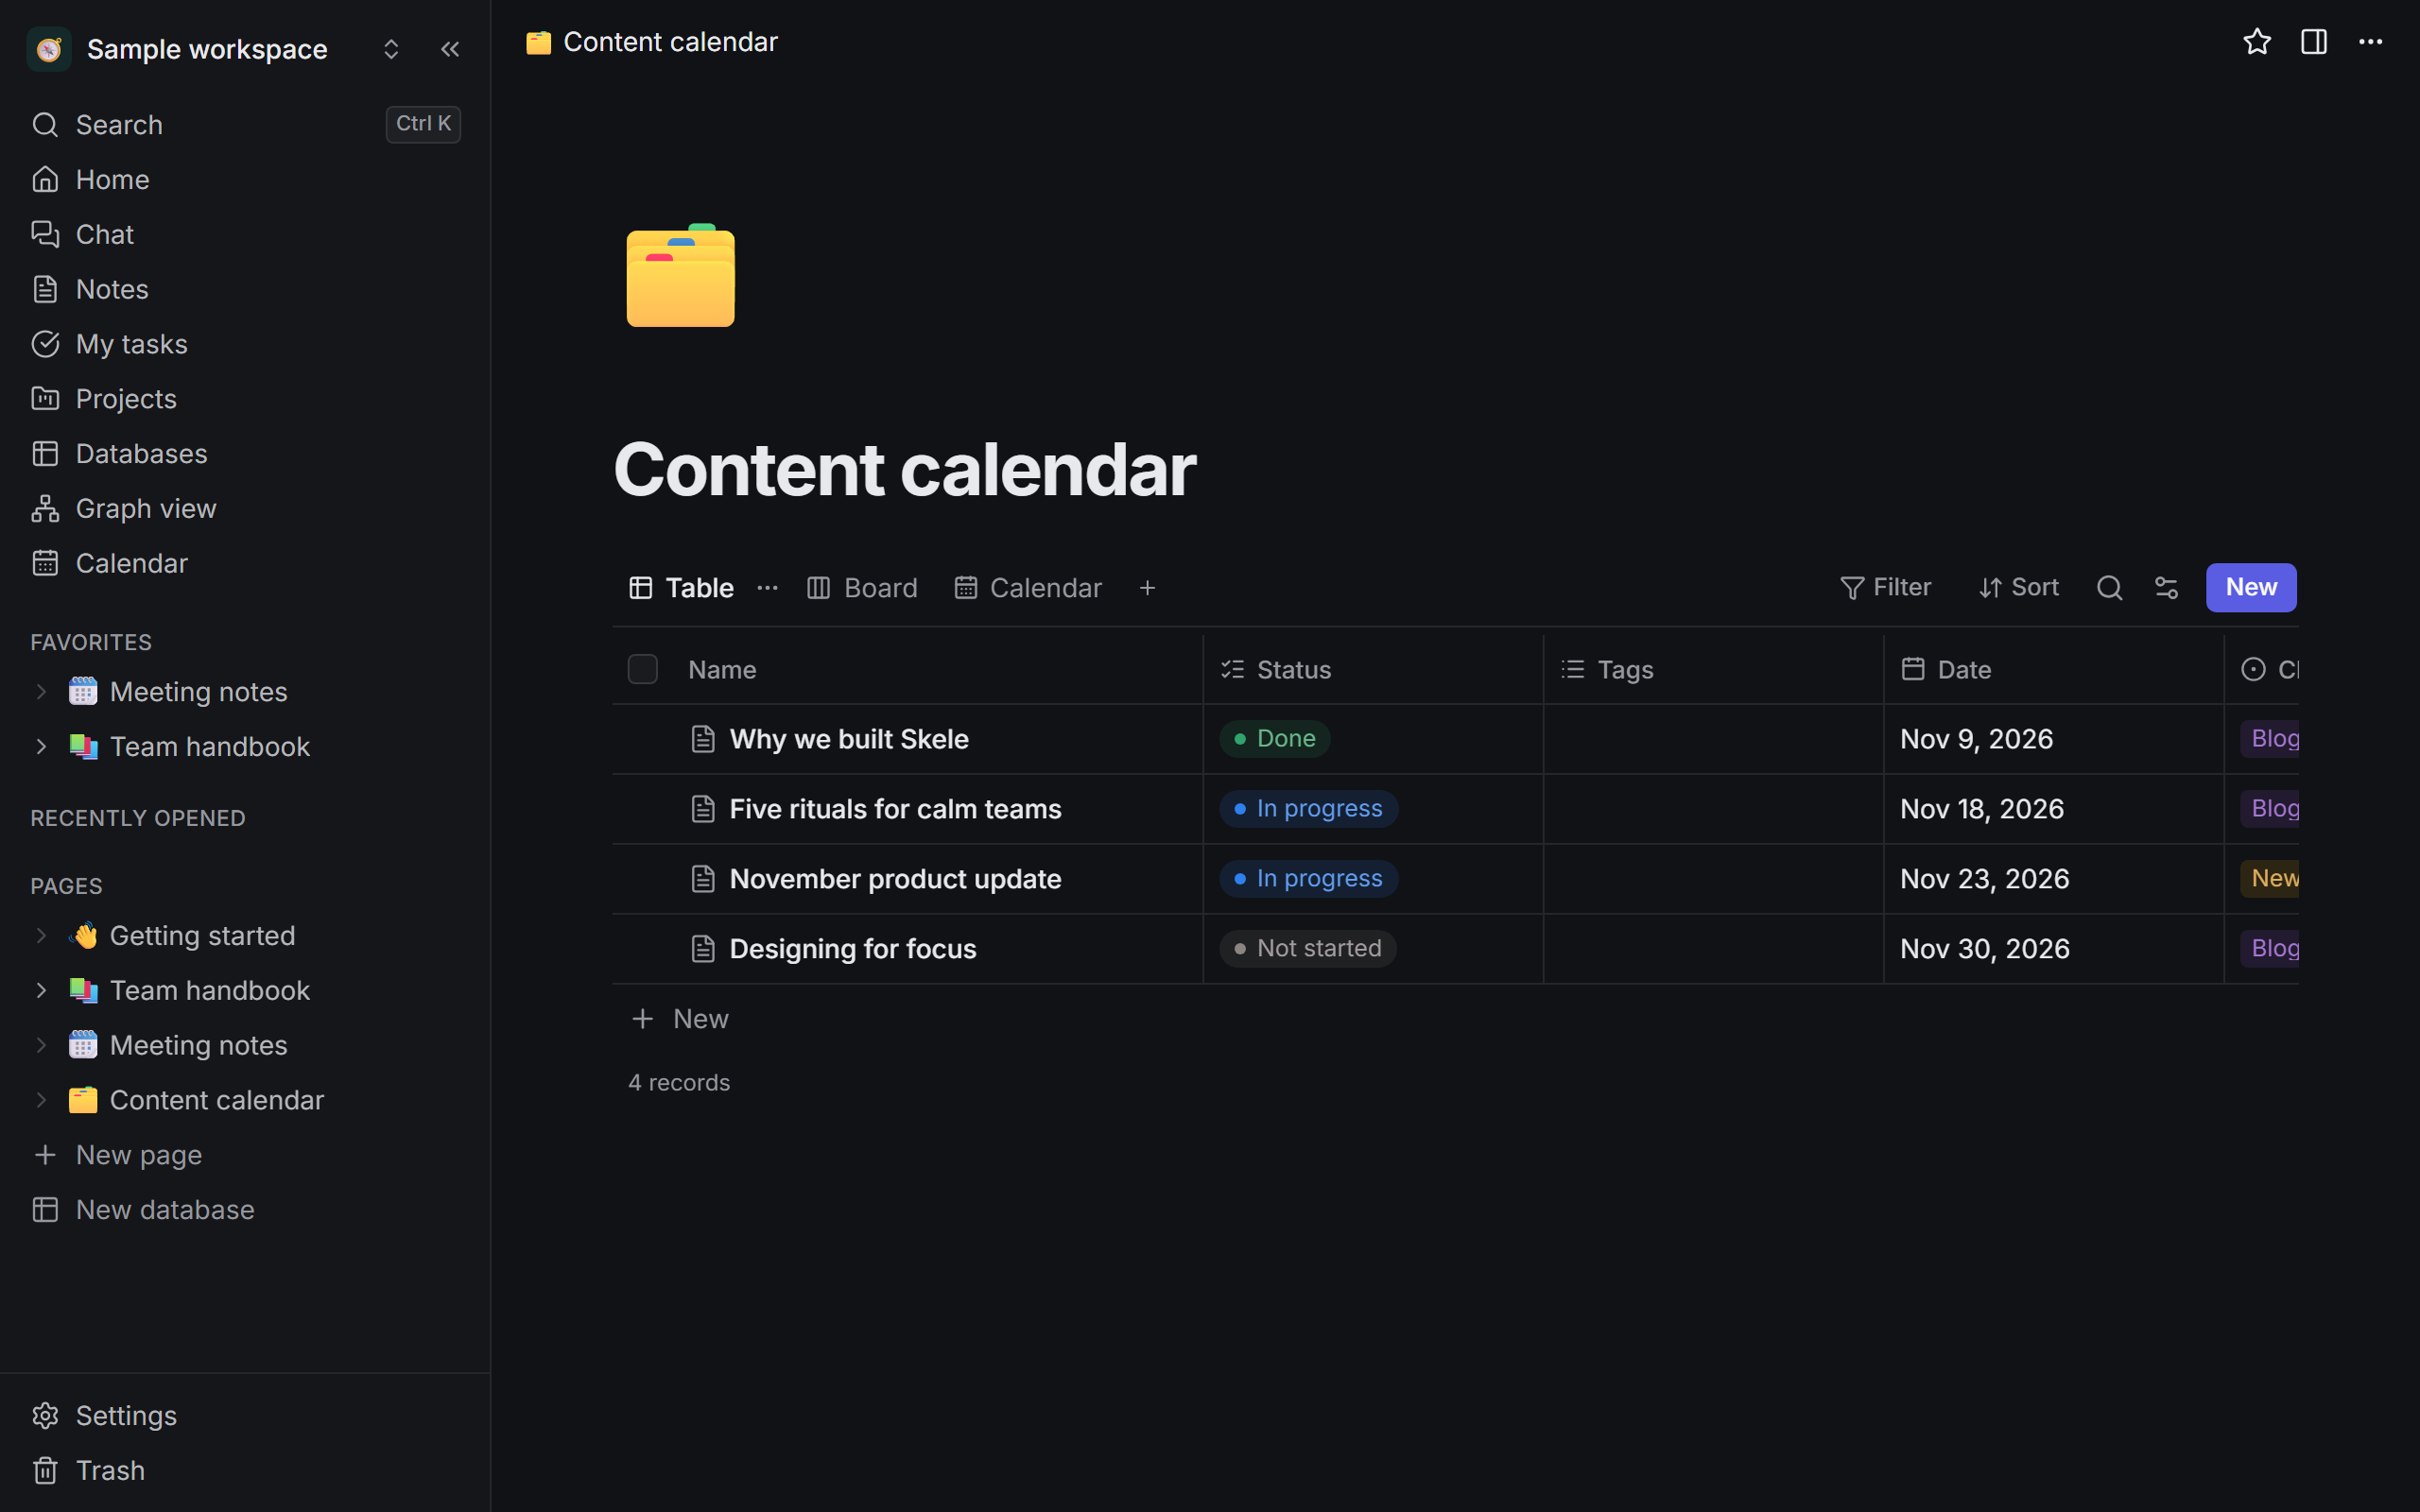 Sample workspace
Search
Ctrl K
Home
Chat
Notes
My tasks
Projects
Databases
Graph view
Calendar
FAVORITES
Meeting notes
Team handbook
RECENTLY OPENED
PAGES
Getting started
Team handbook
Meeting notes
Content calendar
New page
New database
Settings
Trash
Content calendar
Content calendar
Table
Board
Calendar
Filter
Sort
New
Name Status Tags Date
Why we built Skele Done Nov 9, 2026 Blog
Five rituals for calm teams In progress Nov 18, 2026 Blog
November product update In progress Nov 23, 2026
Designing for focus Not started Nov 30, 2026 Blog
New
4 records